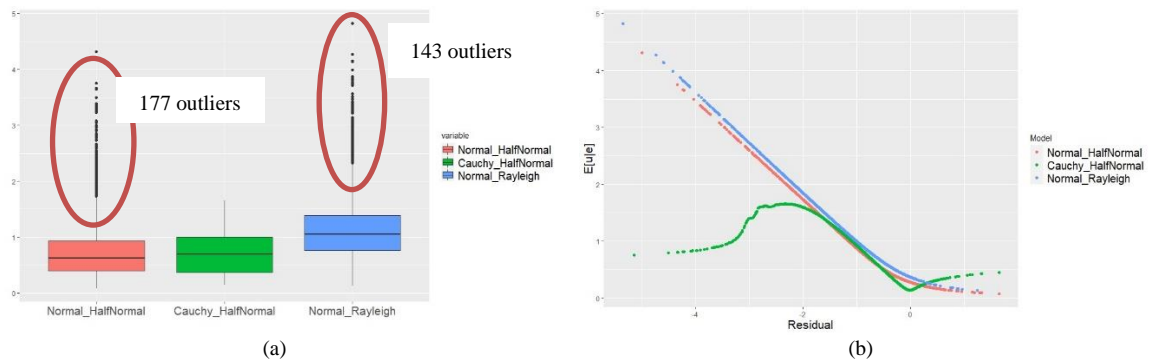 143 outliers
177 outliers
5
4
3
2
1
0
variable
Normal_HalfNormal
Cauchy_HalfNormal
Normal_Rayleigh
Normal_HalfNormal
Cauchy_HalfNormal
Normal_Rayleigh
(a)
E[u|e]
5
4
3
2
1
0
-4
-2
0
Residual
Model
Normal_HalfNormal
Cauchy_HalfNormal
Normal_Rayleigh
(b)